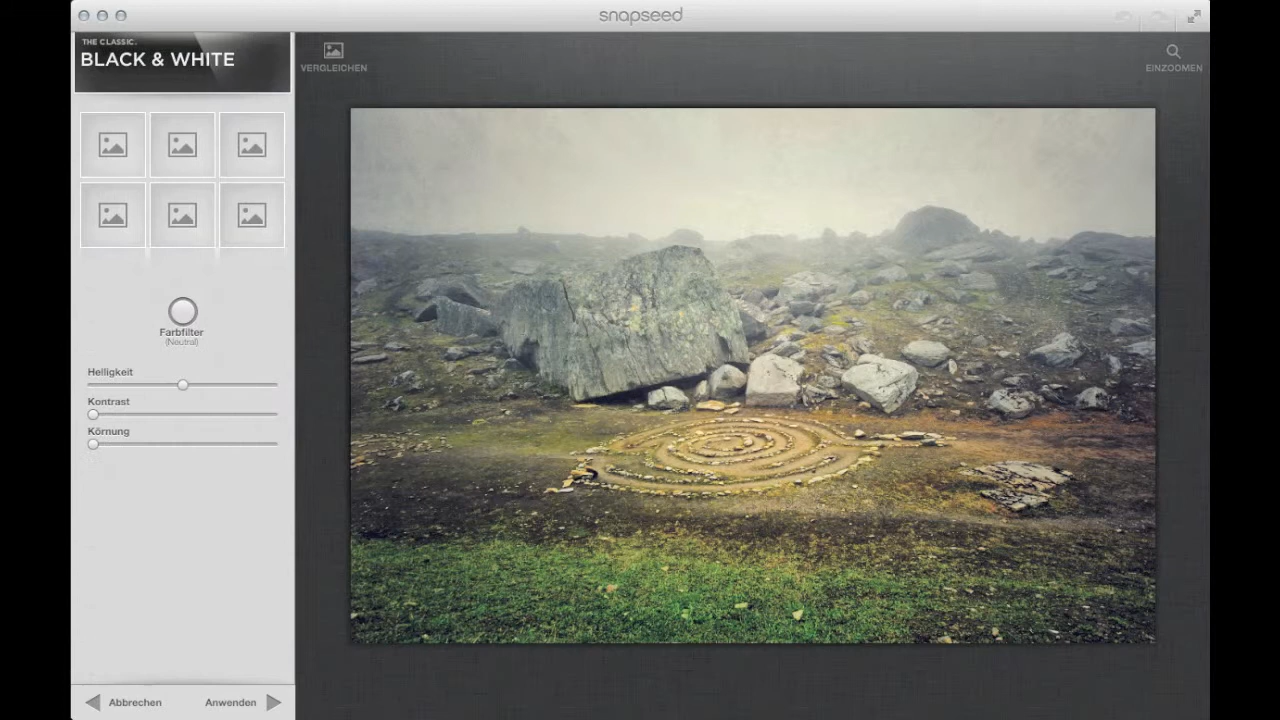 snapseed
THE CLASSIC.
BLACK & WHITE
VERGLEICHEN
EINZOOMEN
Farbfilter
(Neutral)
Helligkeit
Kontrast
Körnung
Abbrechen
Anwenden